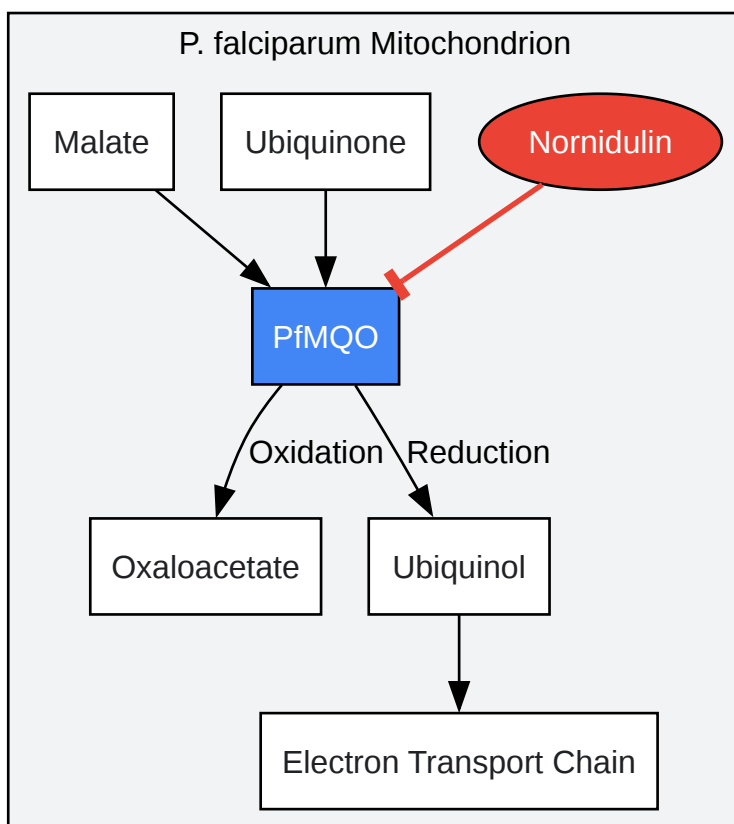 P. falciparum Mitochondrion
Malate
Ubiquinone
Nornidulin
PfMQO
Oxidation
Reduction
Oxaloacetate
Ubiquinol
Electron Transport Chain